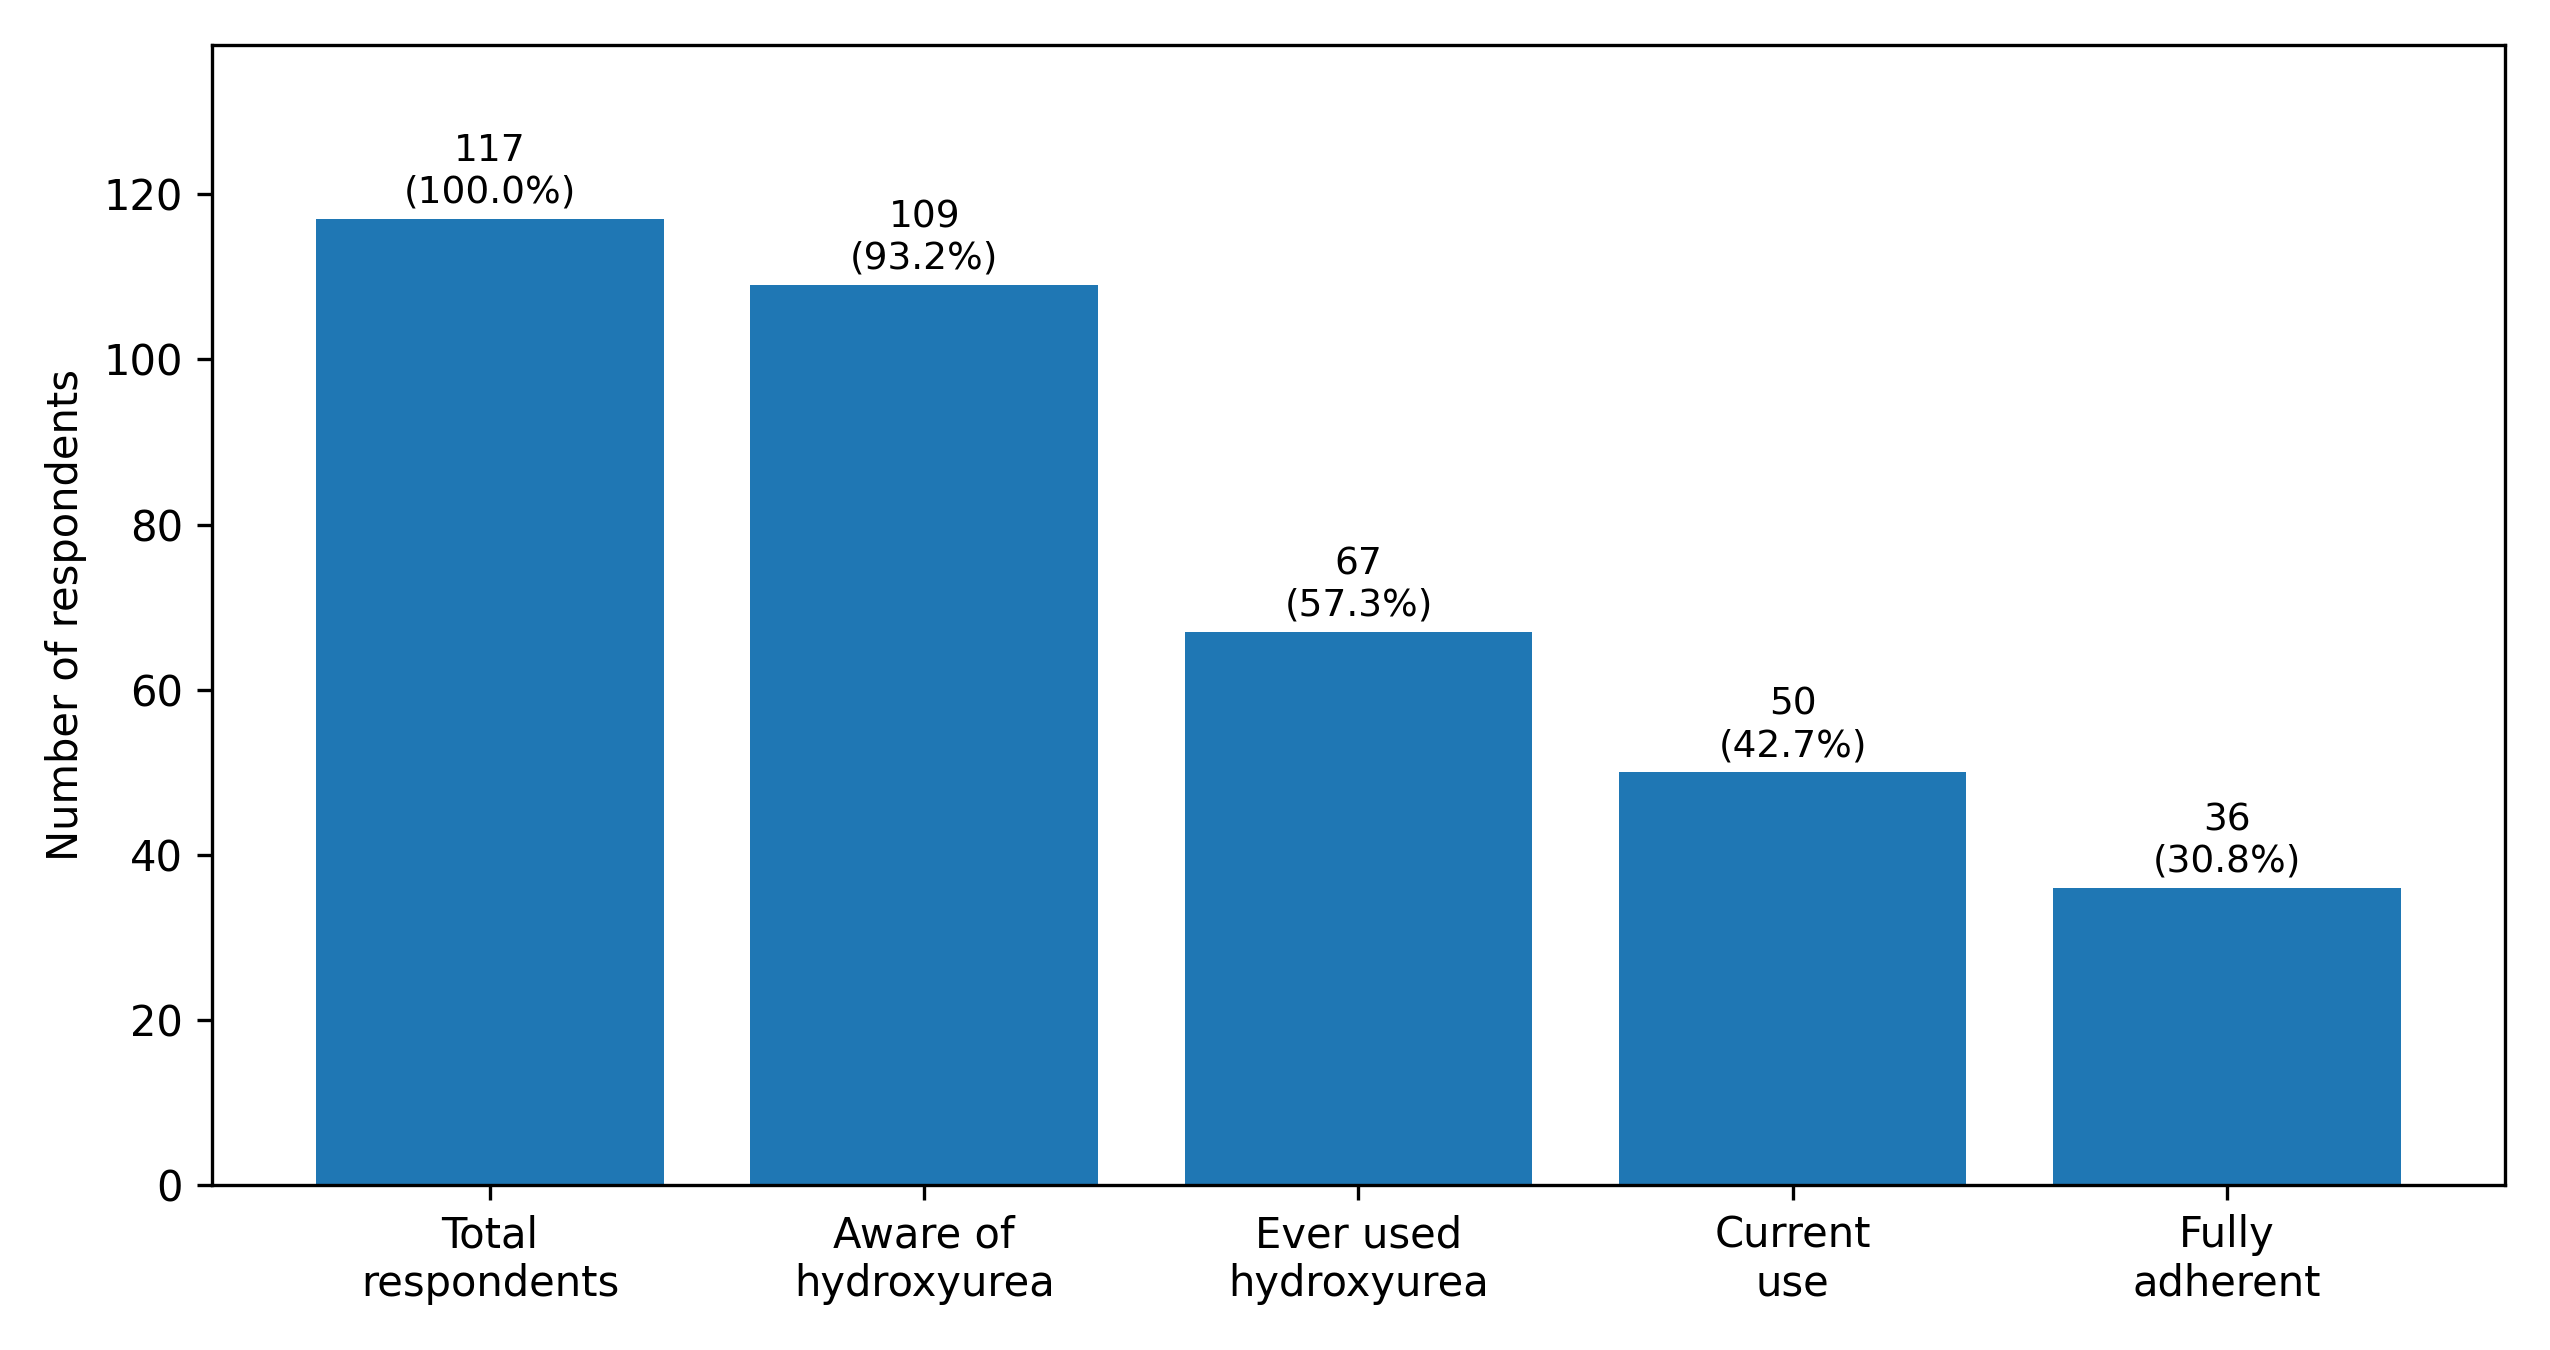 117
(100.0%)
109
(93.2%)
67
(57.3%)
50
(42.7%)
36
(30.8%)
Number of respondents
120
100
80
60
40
20
0
Total
respondents
Aware of
hydroxyurea
Ever used
hydroxyurea
Current
use
Fully
adherent